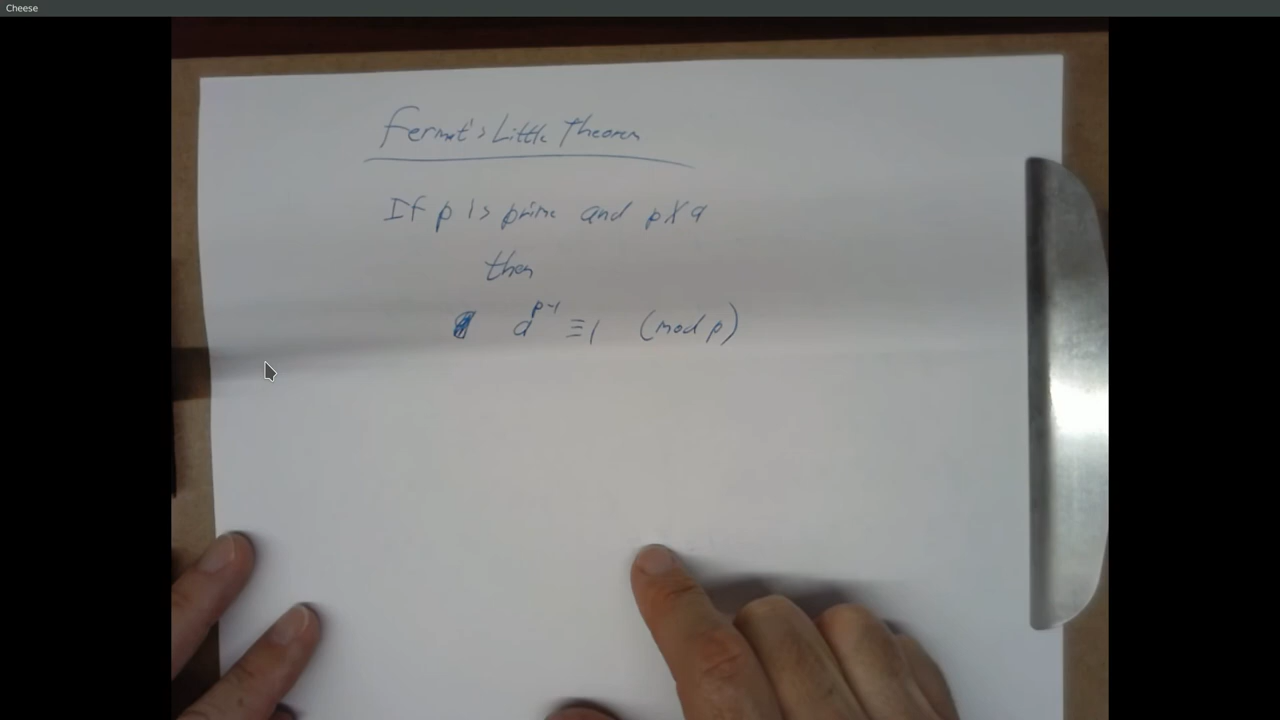 Cheese
Fermat's Little Theorem
If p is prime and p∤a
then
a^{p-1} ≡ 1 (mod p)